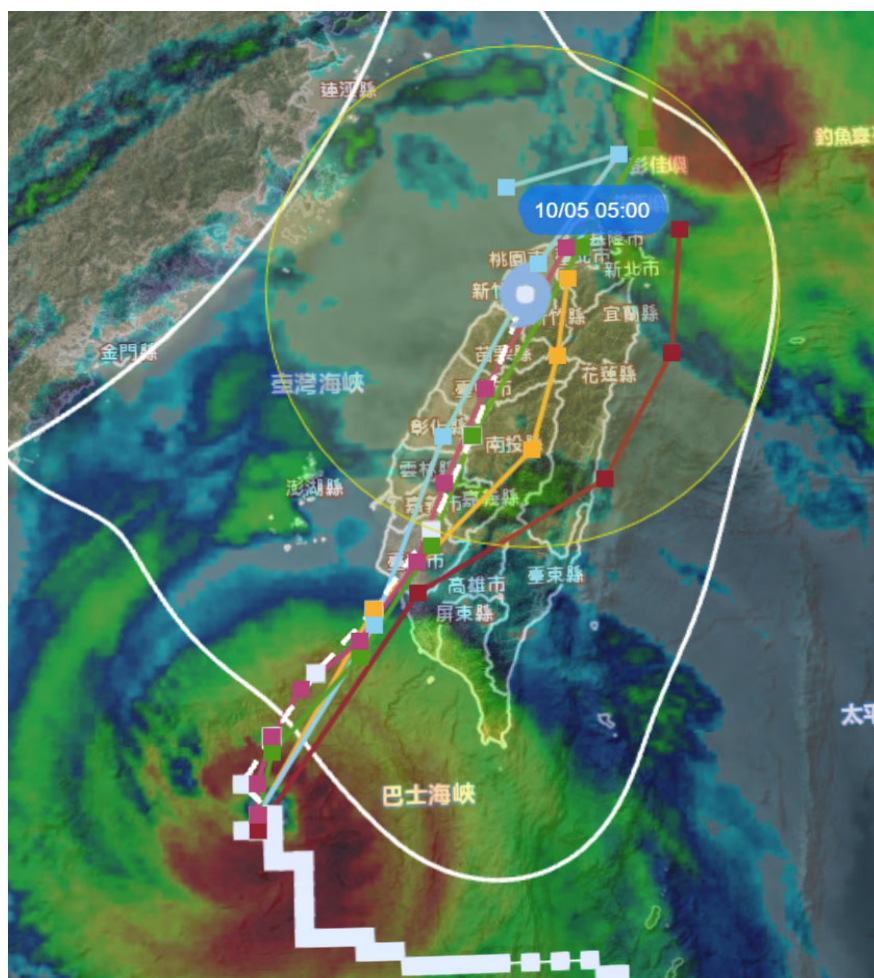 連江縣
釣魚臺
彭佳嶼
10/05 05:00
基隆市
桃園市
新北市
新竹
竹縣
宜蘭縣
金門縣
苗栗縣
花蓮縣
臺灣海峽
彰化
南投縣
雲林縣
澎湖縣
高雄市
臺東縣
屏東縣
太平
巴士海峽